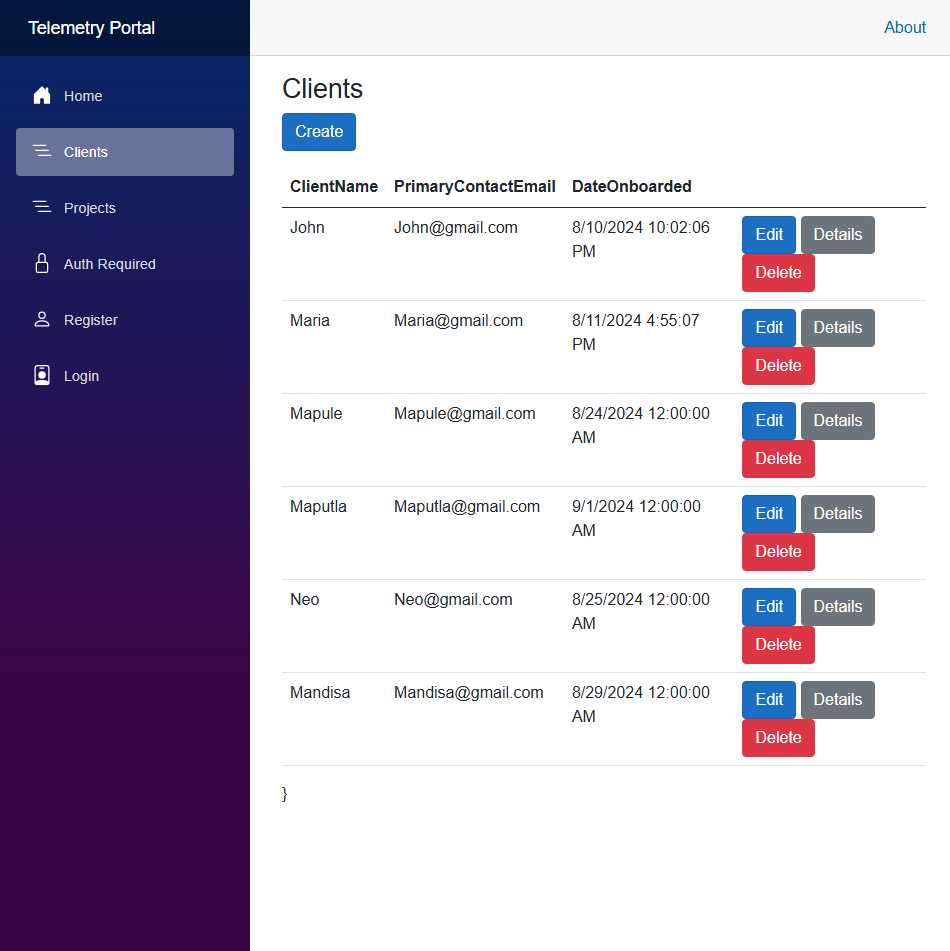 Telemetry Portal
About
Home
Clients
Projects
Auth Required
Register
Login
Clients
Create
ClientName PrimaryContactEmail DateOnboarded
John John@gmail.com 8/10/2024 10:02:06 Edit Details
PM
Delete
Maria Maria@gmail.com 8/11/2024 4:55:07 Edit Details
PM
Delete
Mapule Mapule@gmail.com 8/24/2024 12:00:00 Edit Details
AM
Delete
Maputla Maputla@gmail.com 9/1/2024 12:00:00 Edit Details
AM
Delete
Neo Neo@gmail.com 8/25/2024 12:00:00 Edit Details
AM
Delete
Mandisa Mandisa@gmail.com 8/29/2024 12:00:00 Edit Details
AM
Delete
}